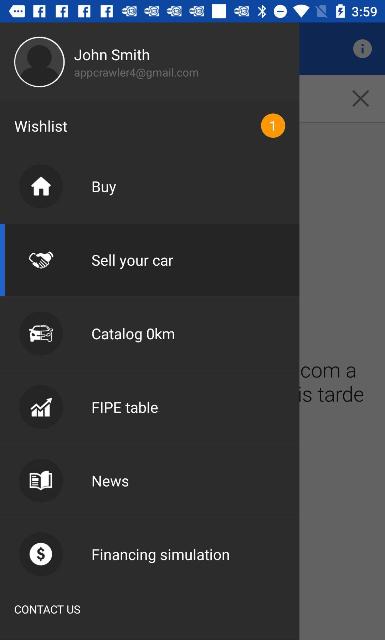 3:59
John Smith
appcrawler4@gmail.com
Wishlist
1
Buy
Sell your car
Catalog 0km
com a
is tarde
FIPE table
News
Financing simulation
CONTACT US